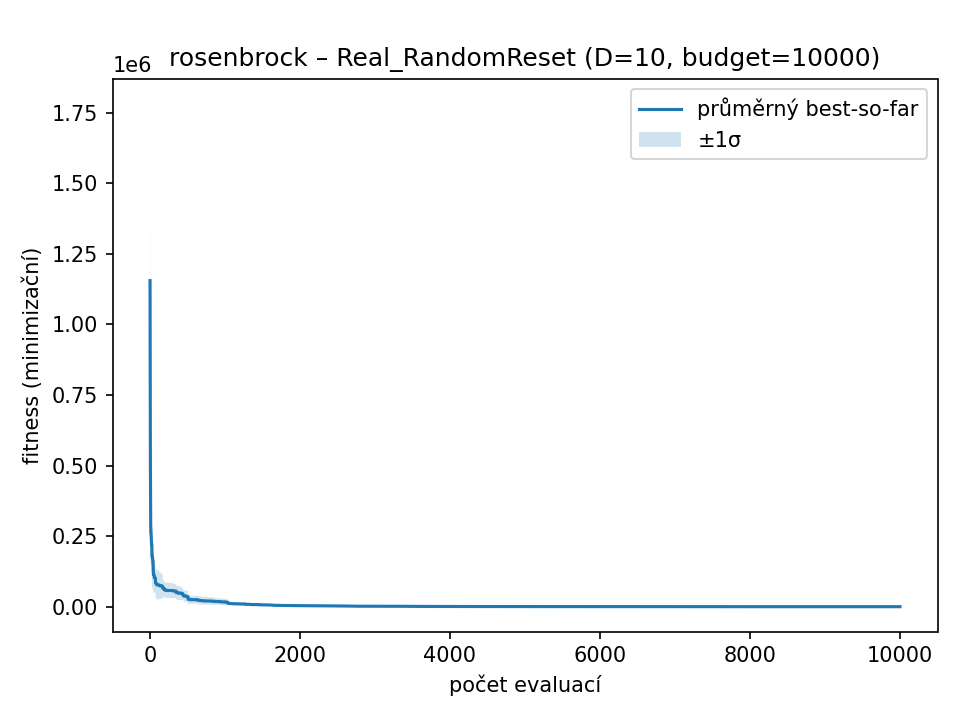 rosenbrock – Real_RandomReset (D=10, budget=10000)
1e6
průměrný best-so-far
±1σ
fitness (minimizační)
1.75
1.50
1.25
1.00
0.75
0.50
0.25
0.00
0 2000 4000 6000 8000 10000
počet evaluací